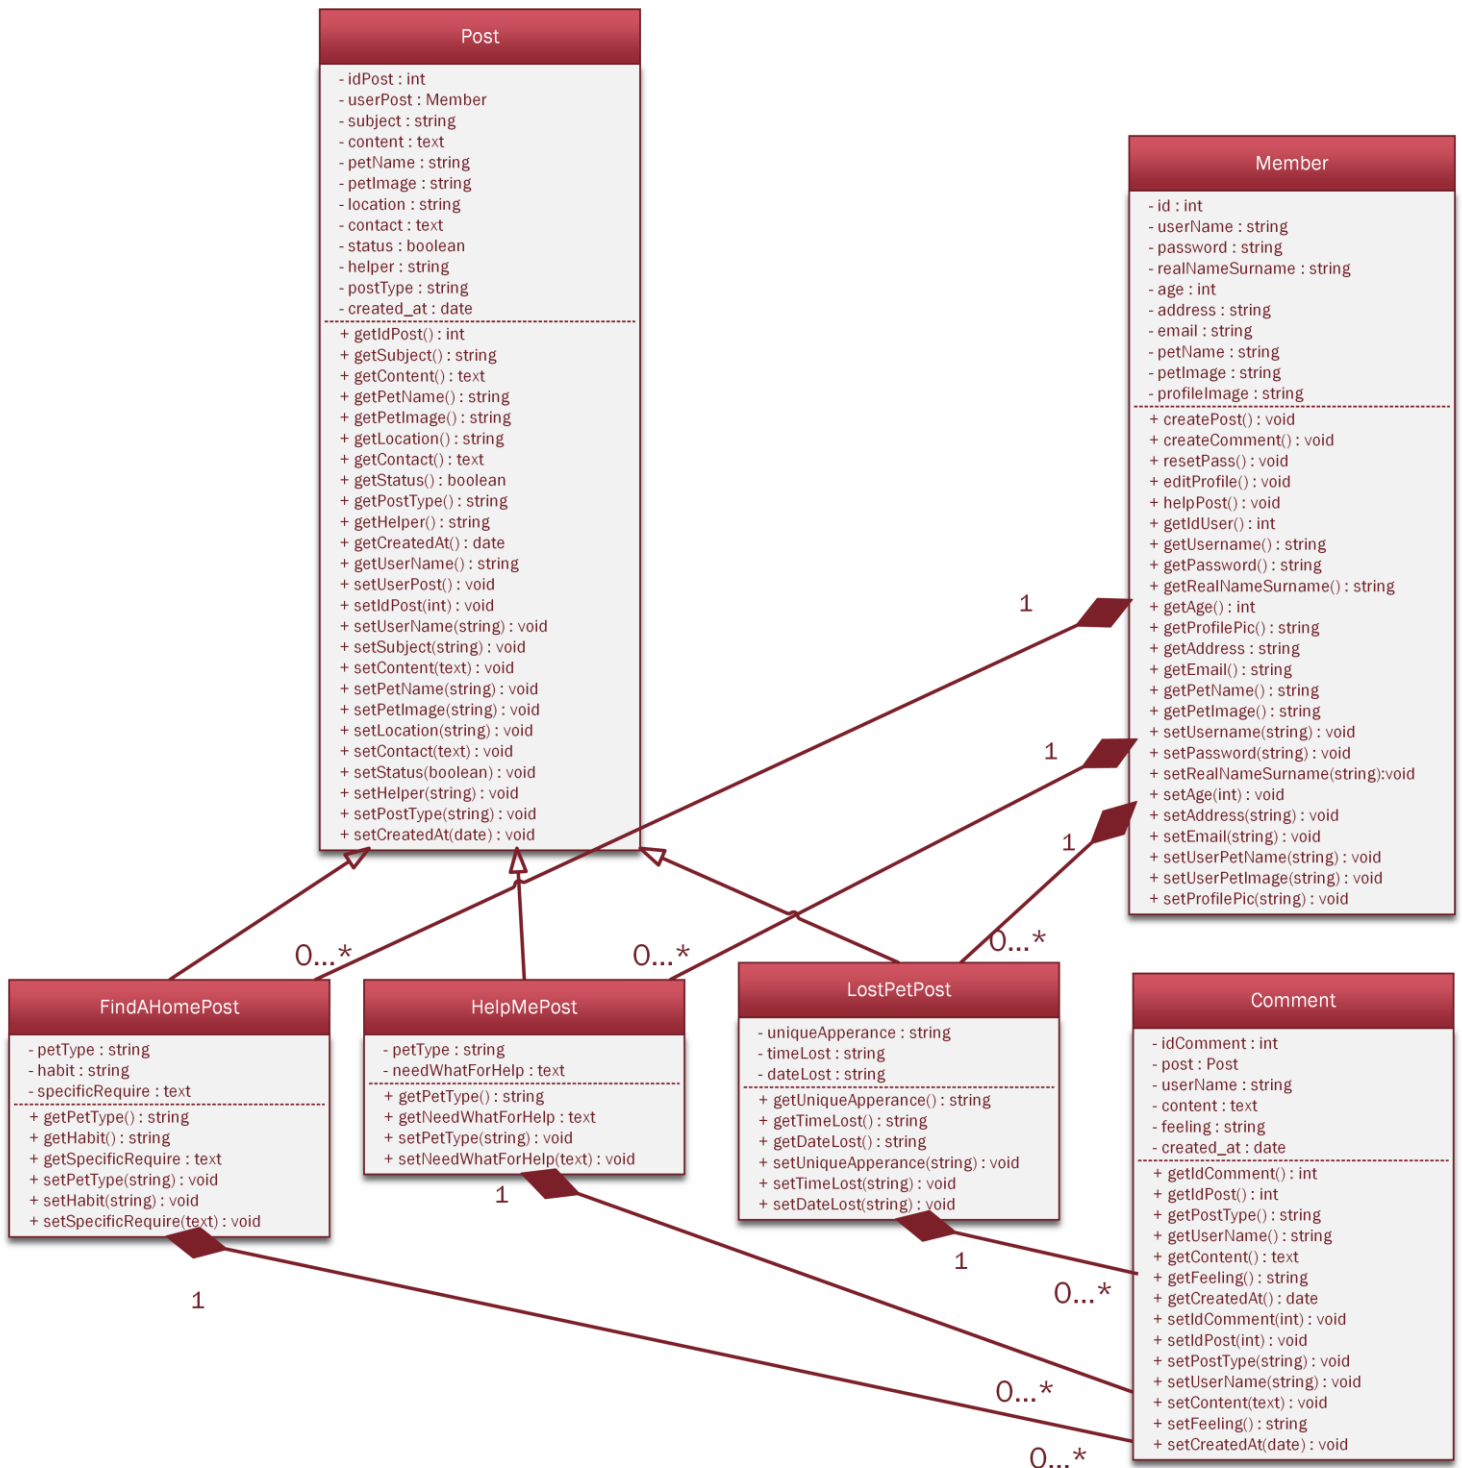 Post
- idPost : int
- userPost : Member
- subject : string
- content : text
- petName : string
- petImage : string
- location : string
- contact : text
- status : boolean
- helper : string
- postType : string
- created_at : date
+ getIdPost() : int
+ getSubject() : string
+ getContent() : text
+ getPetName() : string
+ getPetImage() : string
+ getLocation() : string
+ getContact() : text
+ getStatus() : boolean
+ getPostType() : string
+ getHelper() : string
+ getCreatedAt() : date
+ getUserName() : string
+ setUserPost() : void
+ setIdPost(int) : void
+ setUserName(string) : void
+ setSubject(string) : void
+ setContent(text) : void
+ setPetName(string) : void
+ setPetImage(string) : void
+ setLocation(string) : void
+ setContact(text) : void
+ setStatus(boolean) : void
+ setHelper(string) : void
+ setPostType(string) : void
+ setCreatedAt(date) : void
Member
- id : int
- userName : string
- password : string
- realNameSurname : string
- age : int
- address : string
- email : string
- petName : string
- petImage : string
- profileImage : string
+ createPost() : void
+ createComment() : void
+ resetPass() : void
+ editProfile() : void
+ helpPost() : void
+ getIdUser() : int
+ getUsername() : string
+ getPassword() : string
+ getRealNameSurname() : string
+ getAge() : int
+ getProfilePic() : string
+ getAddress : string
+ getEmail() : string
+ getPetName() : string
+ getPetImage() : string
+ setUsername(string) : void
+ setPassword(string) : void
+ setRealNameSurname(string):void
+ setAge(int) : void
+ setAddress(string) : void
+ setEmail(string) : void
+ setUserPetName(string) : void
+ setUserPetImage(string) : void
+ setProfilePic(string) : void
1
1
1
0...*
0...*
0...*
FindAHomePost
- petType : string
- habit : string
- specificRequire : text
+ getPetType() : string
+ getHabit() : string
+ getSpecificRequire : text
+ setPetType(string) : void
+ setHabit(string) : void
+ setSpecificRequire(text) : void
HelpMePost
- petType : string
- needWhatForHelp : text
+ getPetType() : string
+ getNeedWhatForHelp : text
+ setPetType(string) : void
+ setNeedWhatForHelp(text) : void
LostPetPost
- uniqueApperance : string
- timeLost : string
- dateLost : string
+ getUniqueApperance() : string
+ getTimeLost() : string
+ getDateLost() : string
+ setUniqueApperance(string) : void
+ setTimeLost(string) : void
+ setDateLost(string) : void
Comment
- idComment : int
- post : Post
- userName : string
- content : text
- feeling : string
- created_at : date
+ getIdComment() : int
+ getIdPost() : int
+ getPostType() : string
+ getUserName() : string
+ getContent() : text
+ getFeeling() : string
+ getCreatedAt() : date
+ setIdComment(int) : void
+ setIdPost(int) : void
+ setPostType(string) : void
+ setUserName(string) : void
+ setContent(text) : void
+ setFeeling() : string
+ setCreatedAt(date) : void
1
1
1
0...*
0...*
0...*